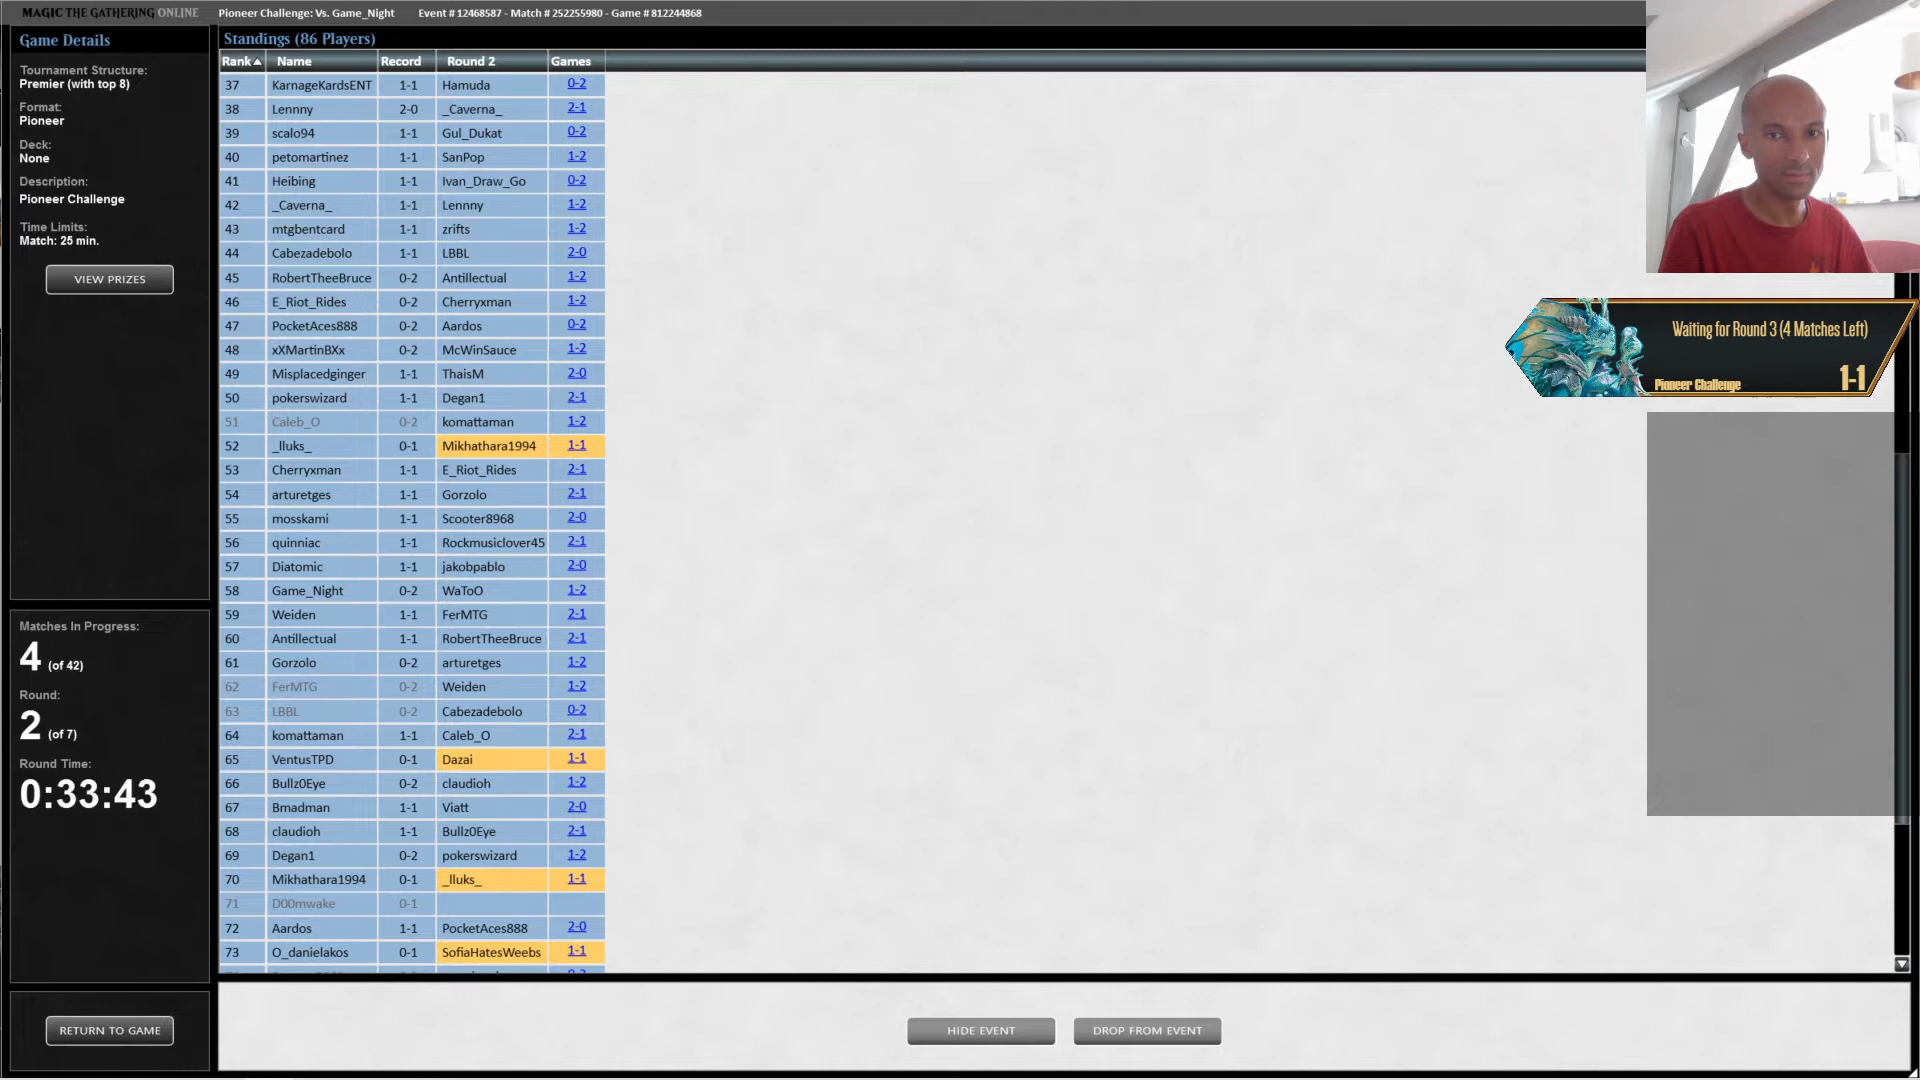 MAGIC THE GATHERING ONLINE
Pioneer Challenge: Vs. Game_Night Event # 12468587 - Match # 252255980 - Game # 812244868
Game Details
Tournament Structure:
Premier (with top 8)
Format:
Pioneer
Deck:
None
Description:
Pioneer Challenge
Time Limits:
Match: 25 min.
VIEW PRIZES
Matches In Progress:
4 (of 42)
Round:
2 (of 7)
Round Time:
0:33:43
RETURN TO GAME
Standings (86 Players)
Rank Name Record Round 2 Games
37 KarnageKardsENT 1-1 Hamuda 0-2
38 Lennny 2-0 _Caverna_ 2-1
39 scalo94 1-1 Gul_Dukat 0-2
40 petomartinez 1-1 SanPop 1-2
41 Heibing 1-1 Ivan_Draw_Go 0-2
42 _Caverna_ 1-1 Lennny 1-2
43 mtgbentcard 1-1 zrifts 1-2
44 Cabezadebolo 1-1 LBBL 2-0
45 RobertTheeBruce 0-2 Antillectual 1-2
46 E_Riot_Rides 0-2 Cherryxman 1-2
47 PocketAces888 0-2 Aardos 0-2
48 xXMartinBXx 0-2 McWinSauce 1-2
49 Misplacedginger 1-1 ThaisM 2-0
50 pokerswizard 1-1 Degan1 2-1
51 Caleb_O 0-2 komattaman 1-2
52 _lluks_ 0-1 Mikhathara1994 1-1
53 Cherryxman 1-1 E_Riot_Rides 2-1
54 arturetges 1-1 Gorzolo 2-1
55 mosskami 1-1 Scooter8968 2-0
56 quinniac 1-1 Rockmusiclover45 2-1
57 Diatomic 1-1 jakobpablo 2-0
58 Game_Night 0-2 WaToO 1-2
59 Weiden 1-1 FerMTG 2-1
60 Antillectual 1-1 RobertTheeBruce 2-1
61 Gorzolo 0-2 arturetges 1-2
62 FerMTG 0-2 Weiden 1-2
63 LBBL 0-2 Cabezadebolo 0-2
64 komattaman 1-1 Caleb_O 2-1
65 VentusTPD 0-1 Dazai 1-1
66 Bullz0Eye 0-2 claudioh 1-2
67 Bmadman 1-1 Viatt 2-0
68 claudioh 1-1 Bullz0Eye 2-1
69 Degan1 0-2 pokerswizard 1-2
70 Mikhathara1994 0-1 _lluks_ 1-1
71 D00mwake 0-1
72 Aardos 1-1 PocketAces888 2-0
73 O_danielakos 0-1 SofiaHatesWeebs 1-1
Waiting for Round 3 (4 Matches Left)
Pioneer Challenge 1-1
HIDE EVENT DROP FROM EVENT